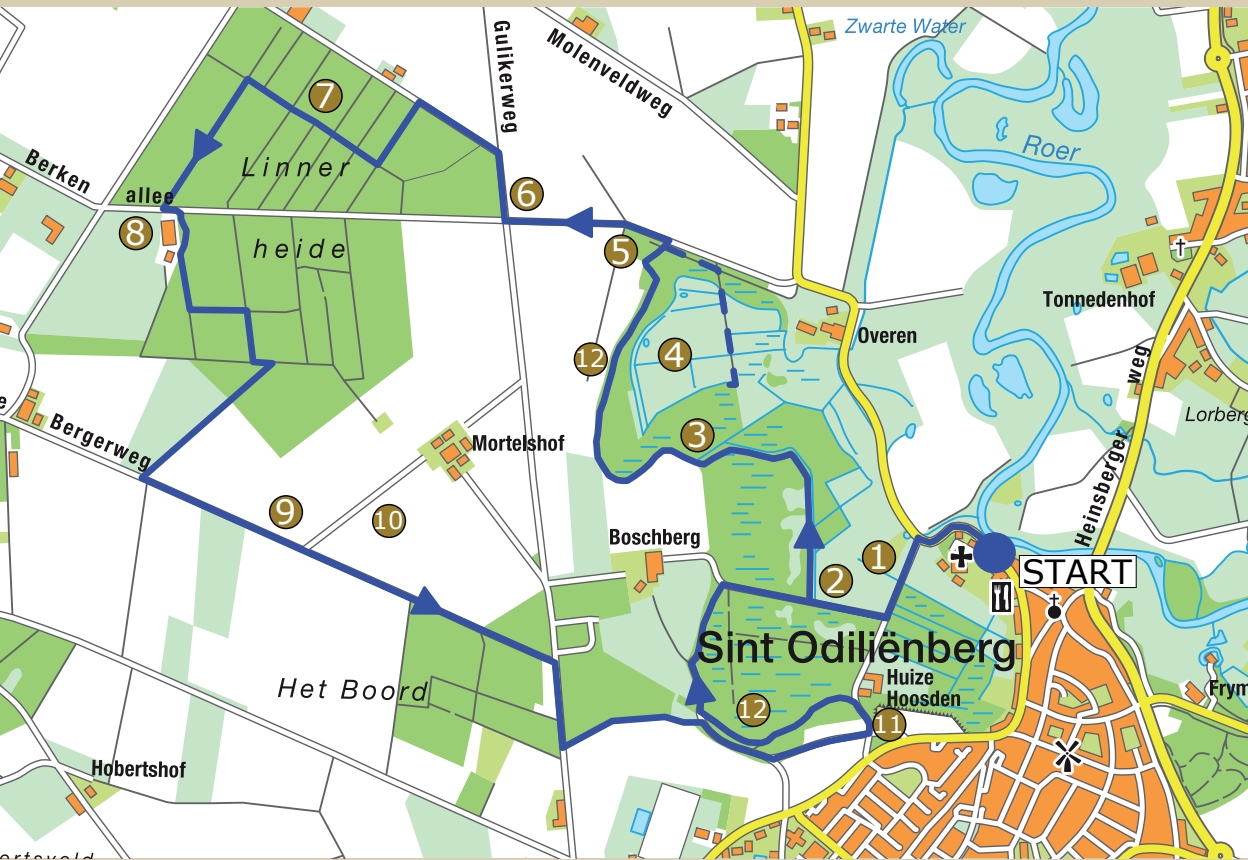 Zwarte Water
Gulikerweg
Molenveldweg
7
Roer
Linner
Berken
allee
6
8
heide
5
Tonnedenhof
4
12
Overen
weg
e
Lorberg
3
Bergerweg
Mortelshof
Heinsberger
9
10
Boschberg
1
2
START
Sint Odiliënberg
Huize
Hoosden
Het Boord
12
11
Frym
Hobertshof
ertsveld